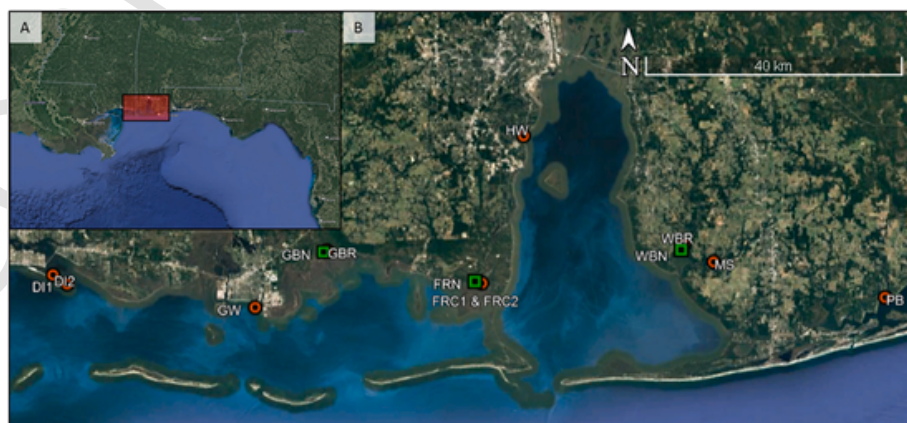 A
B
N
40 km
HW
GBN
GBR
WBR
WBN
MS
DI1
DI2
FRN
FRC1 & FRC2
GW
PB